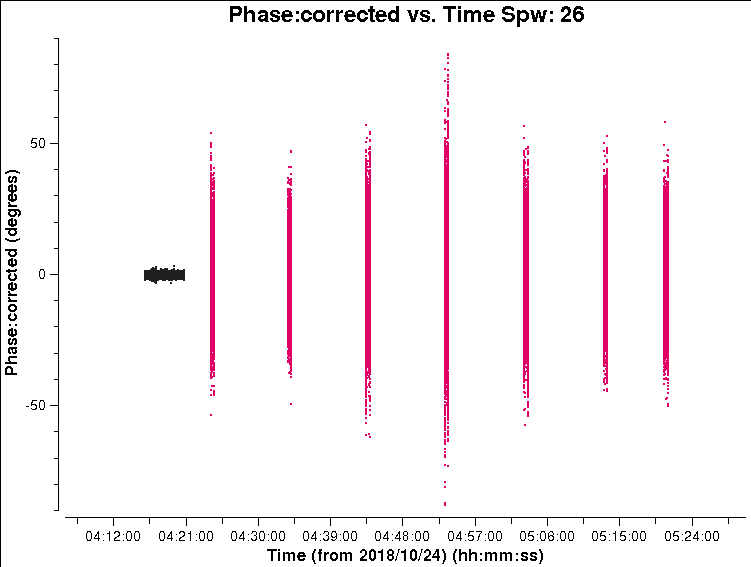 Phase:corrected vs. Time Spw: 26
Phase:corrected (degrees)
50
0
-50
04:12:00 04:21:00 04:30:00 04:39:00 04:48:00 04:57:00 05:06:00 05:15:00 05:24:00
Time (from 2018/10/24) (hh:mm:ss)